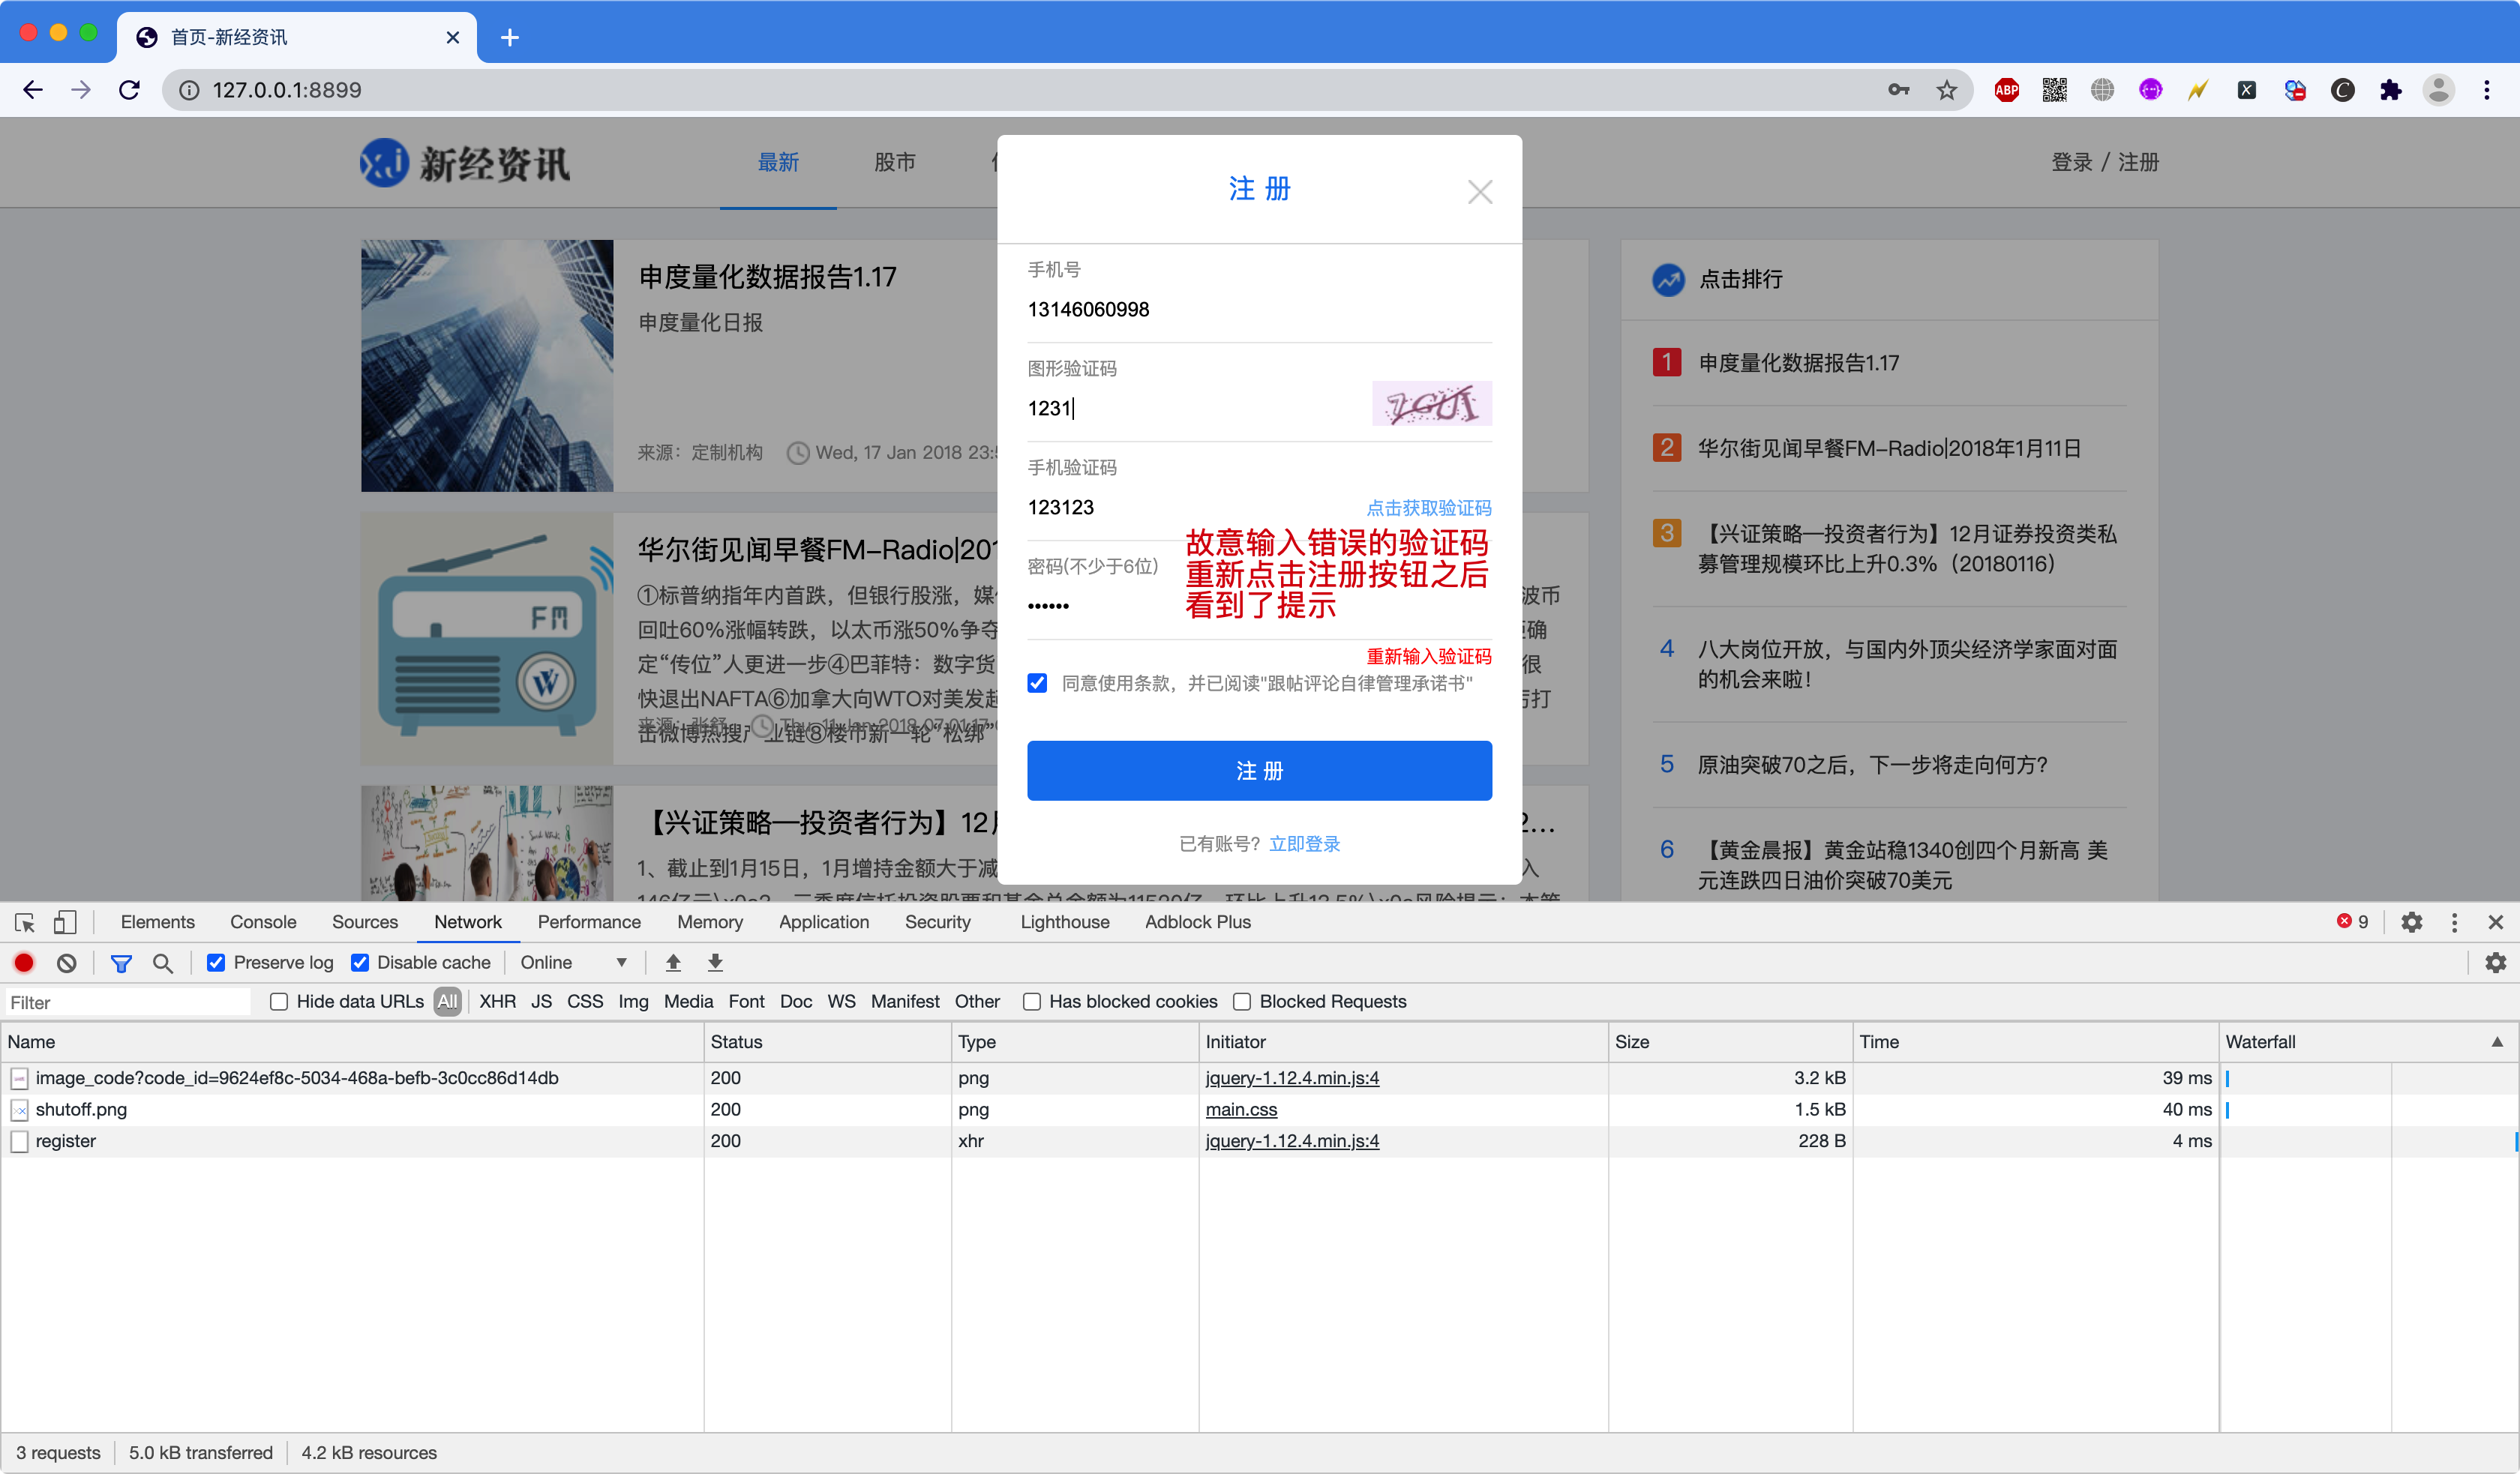 首页-新经资讯
127.0.0.1:8899
ABP
新经资讯
最新
股市
登录 / 注册
注 册
手机号
13146060998
图形验证码
1231
7GUI
手机验证码
123123
点击获取验证码
故意输入错误的验证码
重新点击注册按钮之后
看到了提示
密码(不少于6位)
••••••
重新输入验证码
同意使用条款，并已阅读"跟帖评论自律管理承诺书"
注 册
已有账号? 立即登录
申度量化数据报告1.17
申度量化日报
来源：定制机构
Wed, 17 Jan 2018 23:5
FM
华尔街见闻早餐FM-Radio|201
①标普纳指年内首跌，但银行股涨，媒
波币
回吐60%涨幅转跌，以太币涨50%争夺
定“传位”人更进一步④巴菲特：数字货
很
快退出NAFTA⑥加拿大向WTO对美发起
打
击微博热搜产业链⑧楼市新一轮“松绑”
来源：张舒
Thu, 11 Jan 2018 07:01:17
【兴证策略—投资者行为】12月
2...
1、截止到1月15日，1月增持金额大于减
入
点击排行
1 申度量化数据报告1.17
2 华尔街见闻早餐FM-Radio|2018年1月11日
3 【兴证策略—投资者行为】12月证券投资类私
募管理规模环比上升0.3%（20180116）
4 八大岗位开放，与国内外顶尖经济学家面对面
的机会来啦！
5 原油突破70之后，下一步将走向何方?
6 【黄金晨报】黄金站稳1340创四个月新高 美
元连跌四日油价突破70美元
Elements Console Sources Network Performance Memory Application Security Lighthouse Adblock Plus
9
Preserve log Disable cache Online
Filter Hide data URLs All XHR JS CSS Img Media Font Doc WS Manifest Other Has blocked cookies Blocked Requests
Name Status Type Initiator Size Time Waterfall
image_code?code_id=9624ef8c-5034-468a-befb-3c0cc86d14db 200 png jquery-1.12.4.min.js:4 3.2 kB 39 ms
shutoff.png 200 png main.css 1.5 kB 40 ms
register 200 xhr jquery-1.12.4.min.js:4 228 B 4 ms
3 requests 5.0 kB transferred 4.2 kB resources